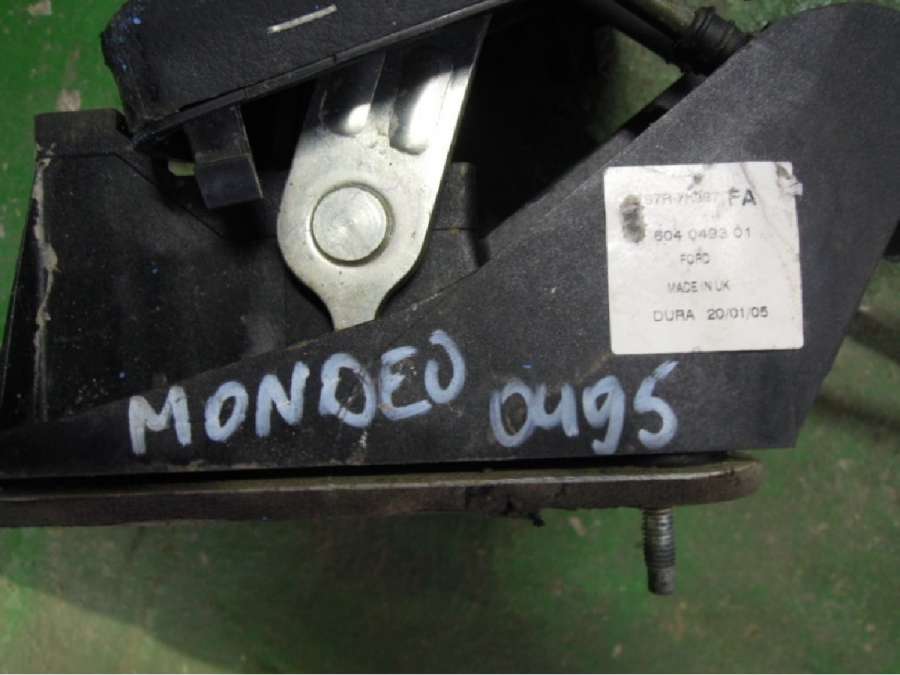 FA
604 0493 01
FORD
MADE IN UK
DURA 20/01/05
MONDEO 0495